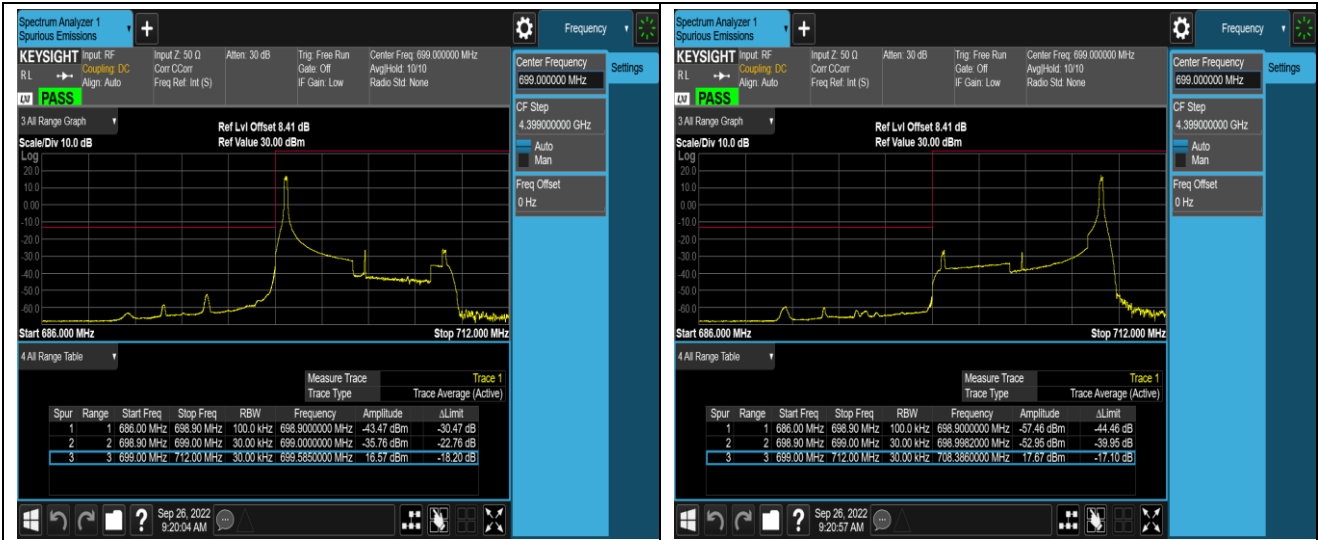 Spectrum Analyzer 1
Spurious Emissions
Frequency
KEYSIGHT Input: RF Input Z: 50 Ω Atten: 30 dB Trig: Free Run Center Freq: 699.000000 MHz
Coupling: DC Corr CCorr Gate: Off Avg|Hold: 10/10
RL Align: Auto Freq Ref: Int (S) IF Gain: Low Radio Std: None
PASS
Center Frequency
699.000000 MHz
Settings
CF Step
4.399000000 GHz
Auto
Man
Freq Offset
0 Hz
3 All Range Graph
Ref Lvl Offset 8.41 dB
Scale/Div 10.0 dB Ref Value 30.00 dBm
Log
20.0
10.0
0.00
-10.0
-20.0
-30.0
-40.0
-50.0
-60.0
Start 686.000 MHz Stop 712.000 MHz
4 All Range Table
Measure Trace Trace 1
Trace Type Trace Average (Active)
Spur Range Start Freq Stop Freq RBW Frequency Amplitude ΔLimit
1 1 686.00 MHz 698.90 MHz 100.0 kHz 698.9000000 MHz -43.47 dBm -30.47 dB
2 2 698.90 MHz 699.00 MHz 30.00 kHz 699.0000000 MHz -35.76 dBm -22.76 dB
3 3 699.00 MHz 712.00 MHz 30.00 kHz 699.5850000 MHz 16.57 dBm -18.20 dB
Sep 26, 2022
9:20:04 AM
Spectrum Analyzer 1
Spurious Emissions
Frequency
KEYSIGHT Input: RF Input Z: 50 Ω Atten: 30 dB Trig: Free Run Center Freq: 699.000000 MHz
Coupling: DC Corr CCorr Gate: Off Avg|Hold: 10/10
RL Align: Auto Freq Ref: Int (S) IF Gain: Low Radio Std: None
PASS
Center Frequency
699.000000 MHz
Settings
CF Step
4.399000000 GHz
Auto
Man
Freq Offset
0 Hz
3 All Range Graph
Ref Lvl Offset 8.41 dB
Scale/Div 10.0 dB Ref Value 30.00 dBm
Log
20.0
10.0
0.00
-10.0
-20.0
-30.0
-40.0
-50.0
-60.0
Start 686.000 MHz Stop 712.000 MHz
4 All Range Table
Measure Trace Trace 1
Trace Type Trace Average (Active)
Spur Range Start Freq Stop Freq RBW Frequency Amplitude ΔLimit
1 1 686.00 MHz 698.90 MHz 100.0 kHz 698.9000000 MHz -57.46 dBm -44.46 dB
2 2 698.90 MHz 699.00 MHz 30.00 kHz 698.9982000 MHz -52.95 dBm -39.95 dB
3 3 699.00 MHz 712.00 MHz 30.00 kHz 708.3860000 MHz 17.67 dBm -17.10 dB
Sep 26, 2022
9:20:57 AM